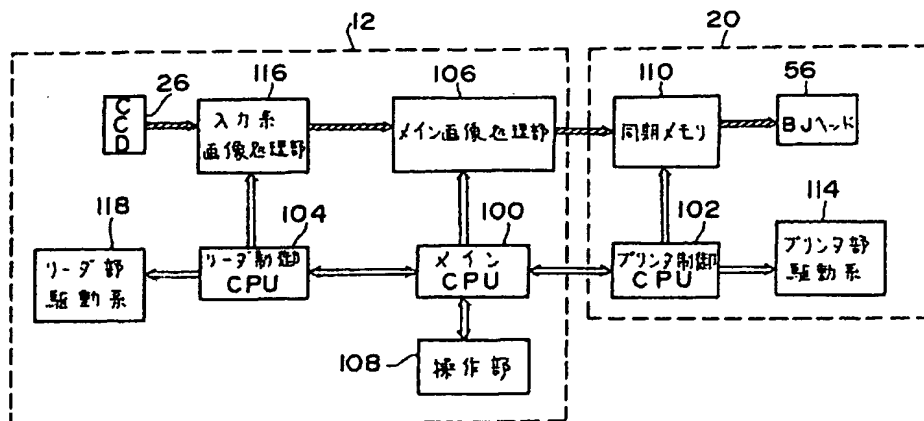 12
20
116
106
110
56
26
CCD
入力系
画像処理部
メイン画像処理部
同期メモリ
BJヘッド
118
104
100
102
114
リーダ部
駆動系
リーダ制御
CPU
メイン
CPU
プリンタ制御
CPU
プリンタ部
駆動系
108
操作部